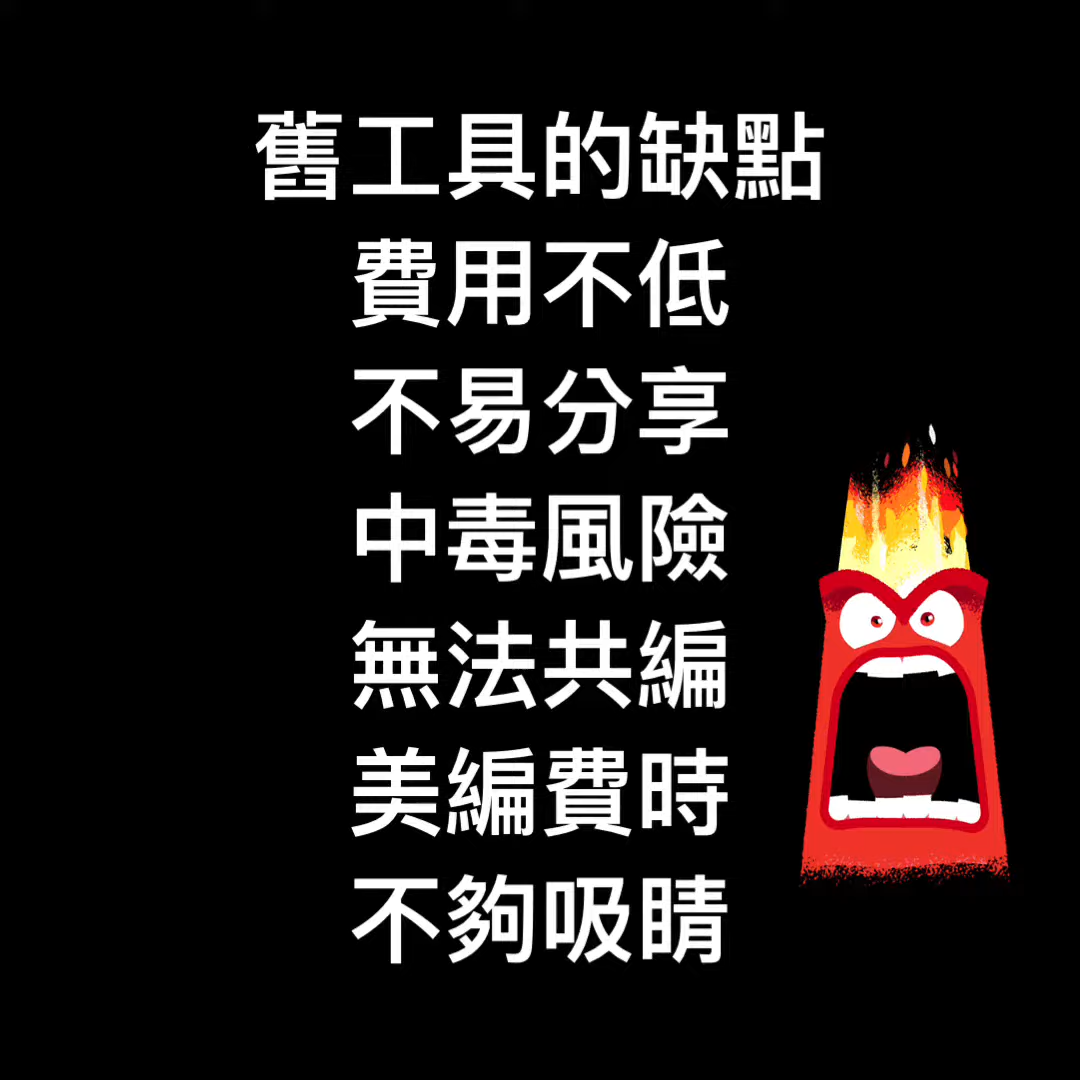 舊工具的缺點
費用不低
不易分享
中毒風險
無法共編
美編費時
不夠吸睛